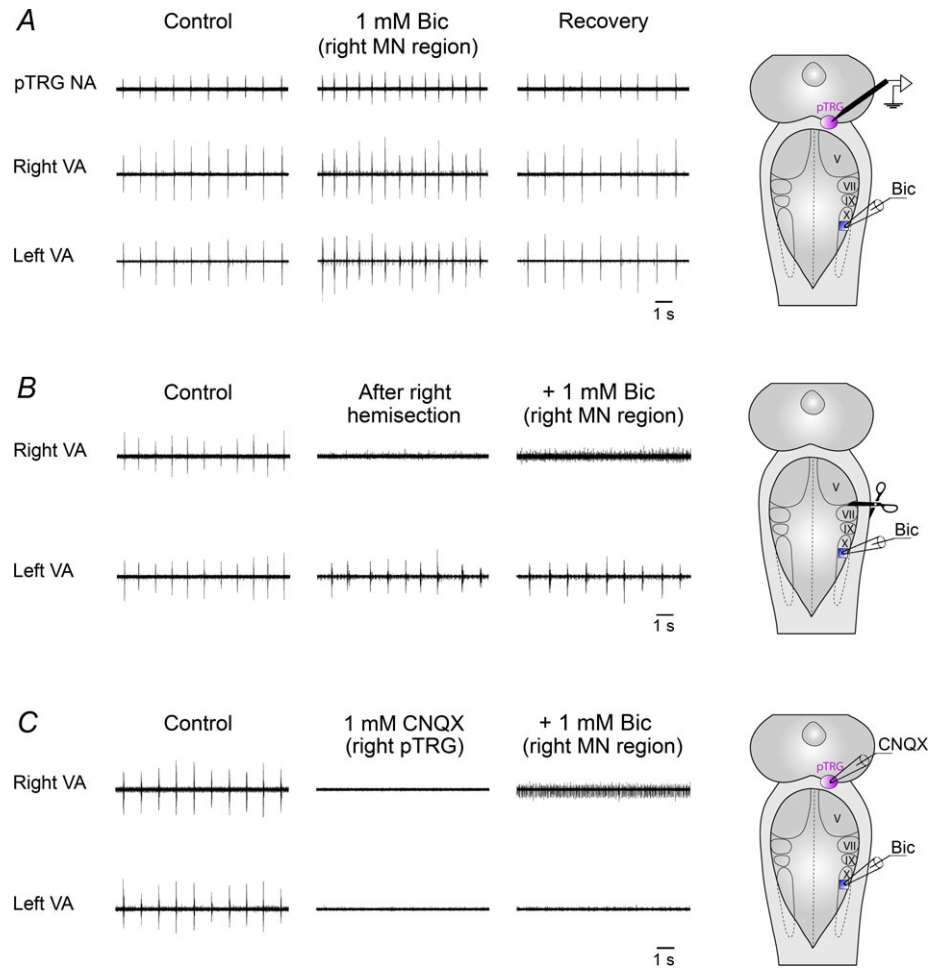 A
Control
1 mM Bic
(right MN region)
Recovery
pTRG NA
Right VA
Left VA
1 s
pTRG
V
VII
IX
X
Bic
B
Control
After right
hemisection
+ 1 mM Bic
(right MN region)
Right VA
Left VA
1 s
V
VII
IX
X
Bic
C
Control
1 mM CNQX
(right pTRG)
+ 1 mM Bic
(right MN region)
Right VA
Left VA
1 s
CNQX
pTRG
V
VII
IX
X
Bic